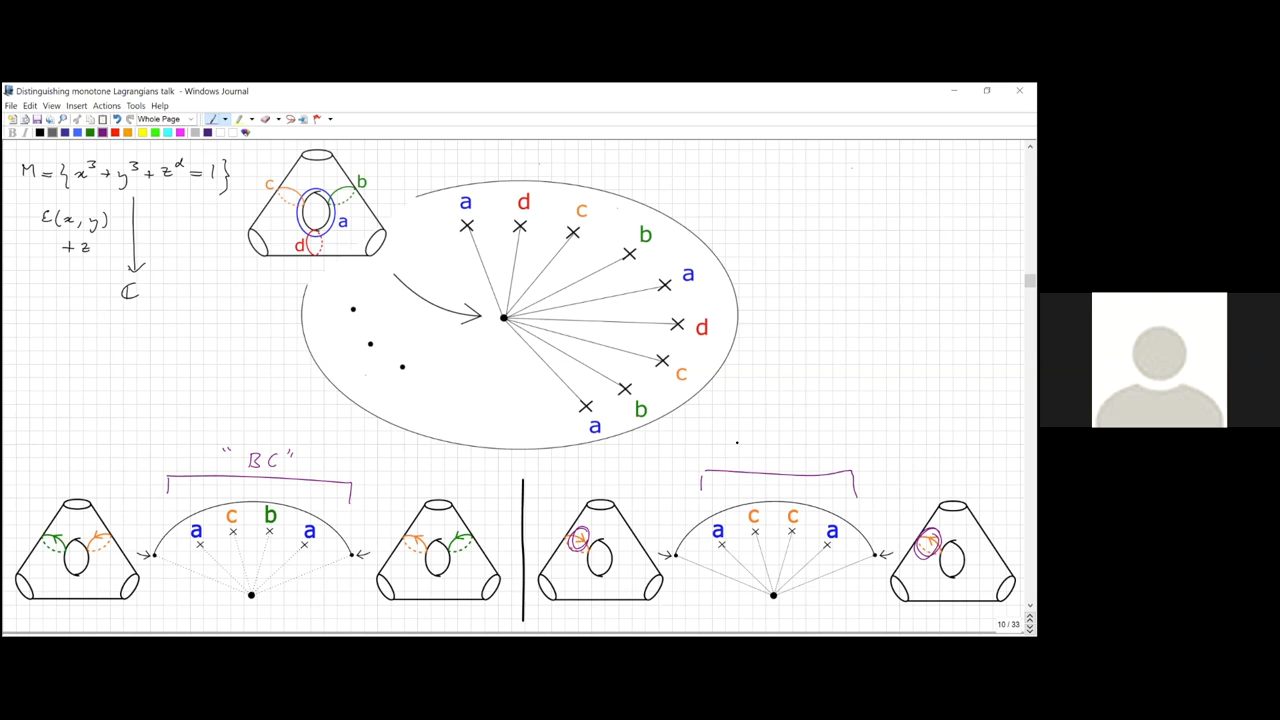 Distinguishing monotone Lagrangians talk - Windows Journal
File Edit View Insert Actions Tools Help
Whole Page
B I
M = { x³ + y³ + z^d = 1 }
ε(x, y)
+ z
ℂ
c
b
a
d
a
d
c
b
a
d
c
b
a
"BC"
a
c
b
a
a
c
c
a
10 / 33